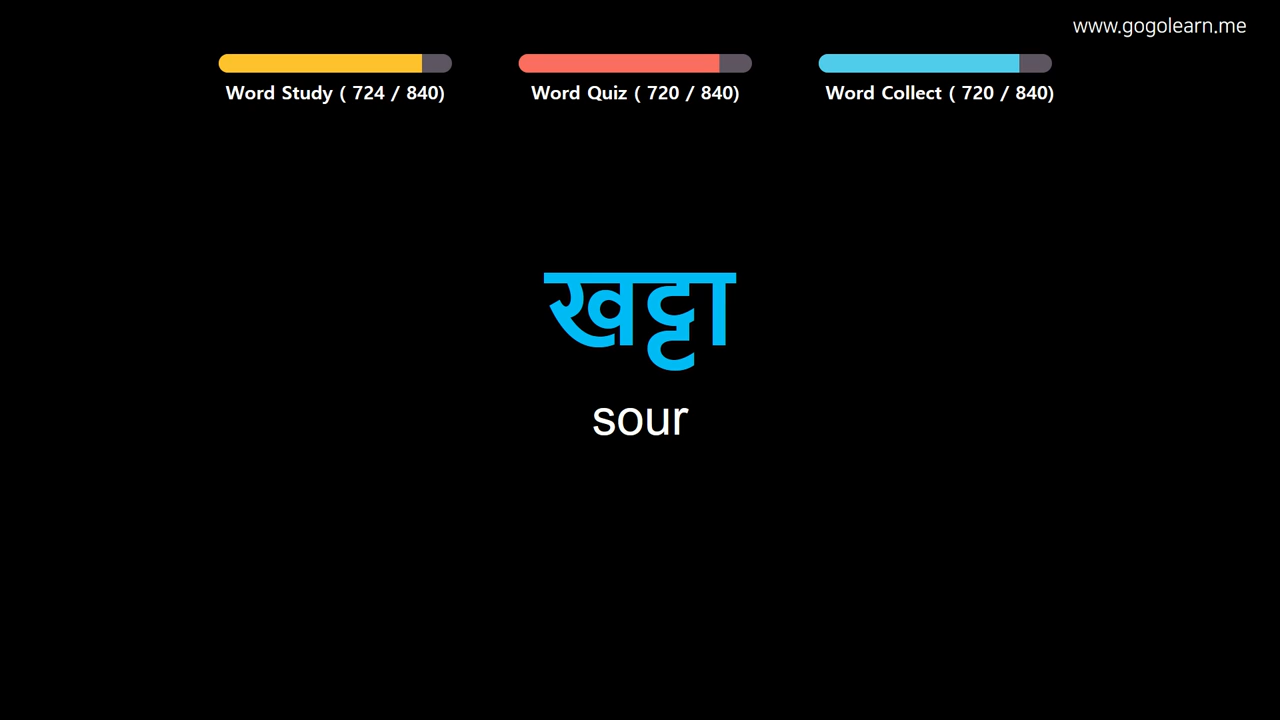 www.gogolearn.me
Word Study ( 724 / 840)
Word Quiz ( 720 / 840)
Word Collect ( 720 / 840)
खट्टा
sour